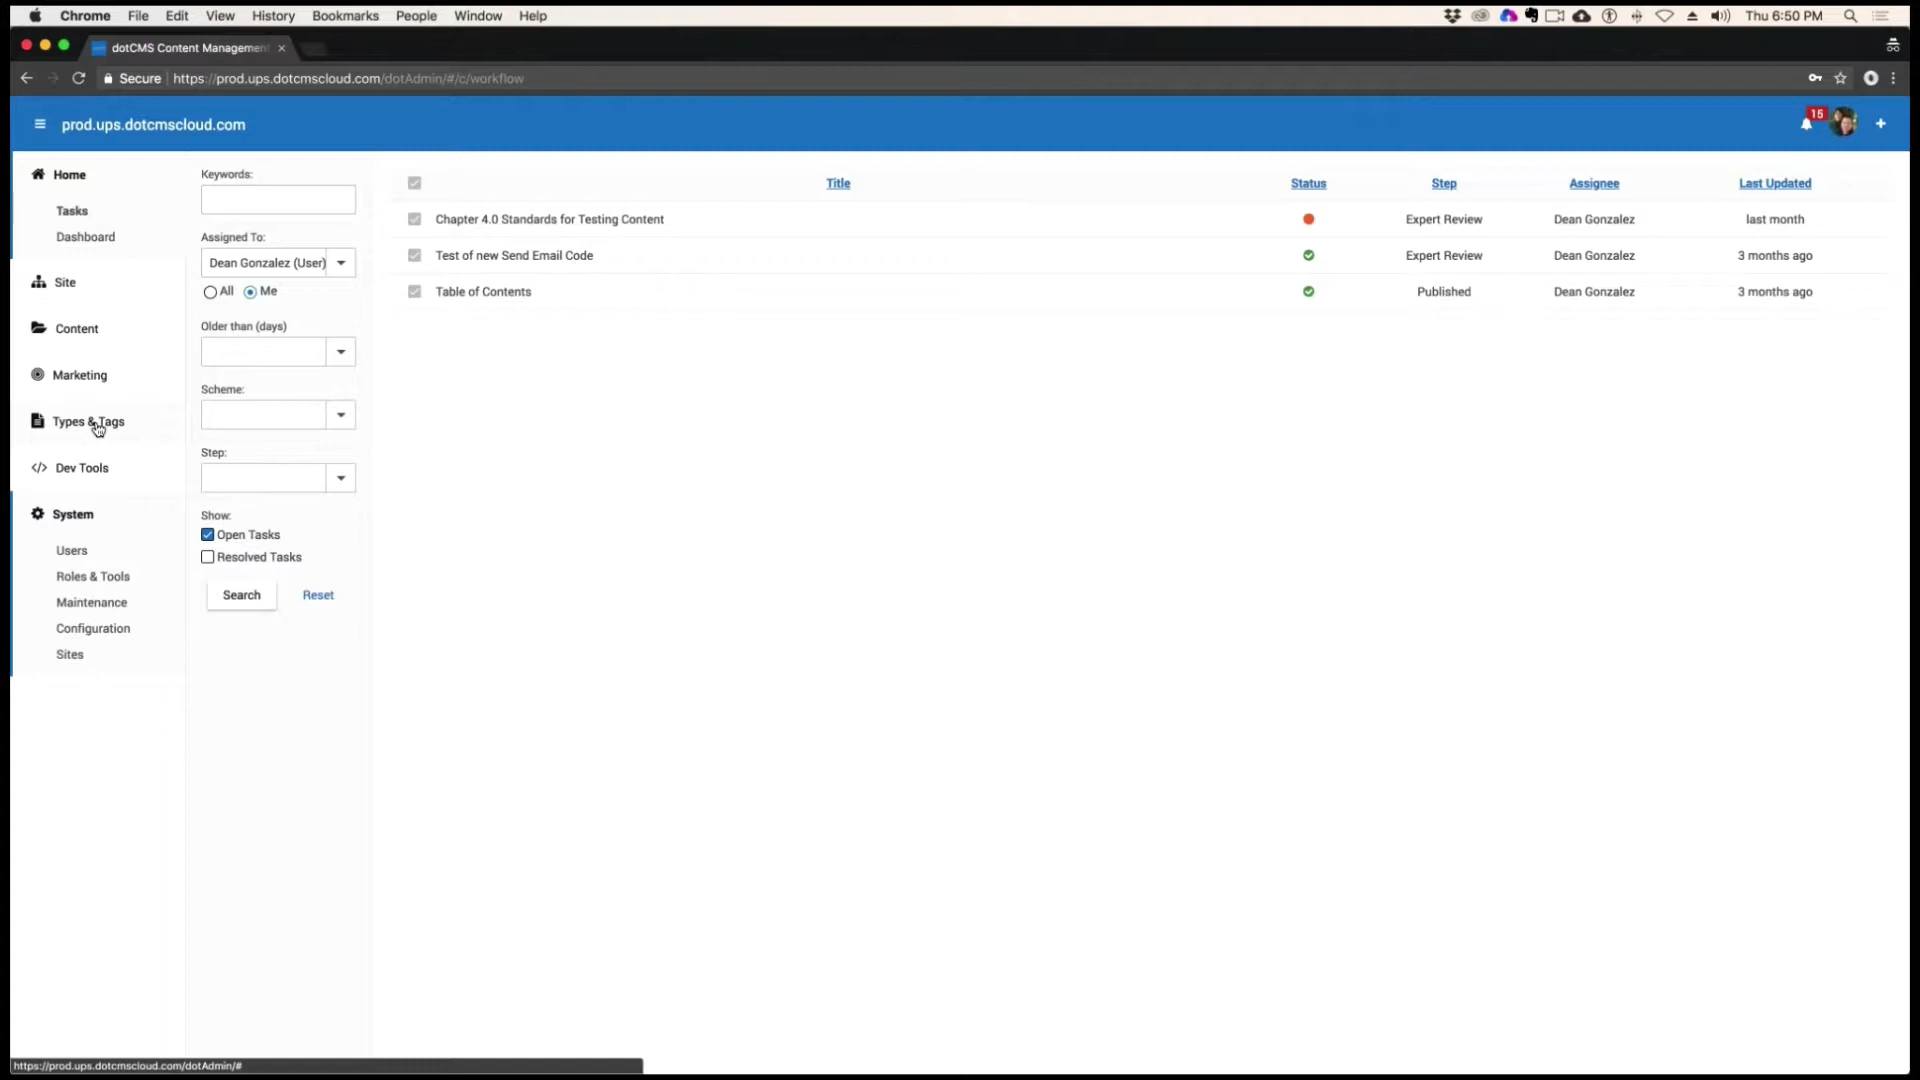 Chrome File Edit View History Bookmarks People Window Help Thu 6:50 PM
dotCMS Content Management
Secure https://prod.ups.dotcmscloud.com/dotAdmin/#/c/workflow
prod.ups.dotcmscloud.com 15
Home
Tasks
Dashboard
Site
Content
Marketing
Types & Tags
Dev Tools
System
Users
Roles & Tools
Maintenance
Configuration
Sites
Keywords:
Assigned To:
Dean Gonzalez (User)
All Me
Older than (days)
Scheme:
Step:
Show:
Open Tasks
Resolved Tasks
Search Reset
Title Status Step Assignee Last Updated
Chapter 4.0 Standards for Testing Content Expert Review Dean Gonzalez last month
Test of new Send Email Code Expert Review Dean Gonzalez 3 months ago
Table of Contents Published Dean Gonzalez 3 months ago
https://prod.ups.dotcmscloud.com/dotAdmin/#